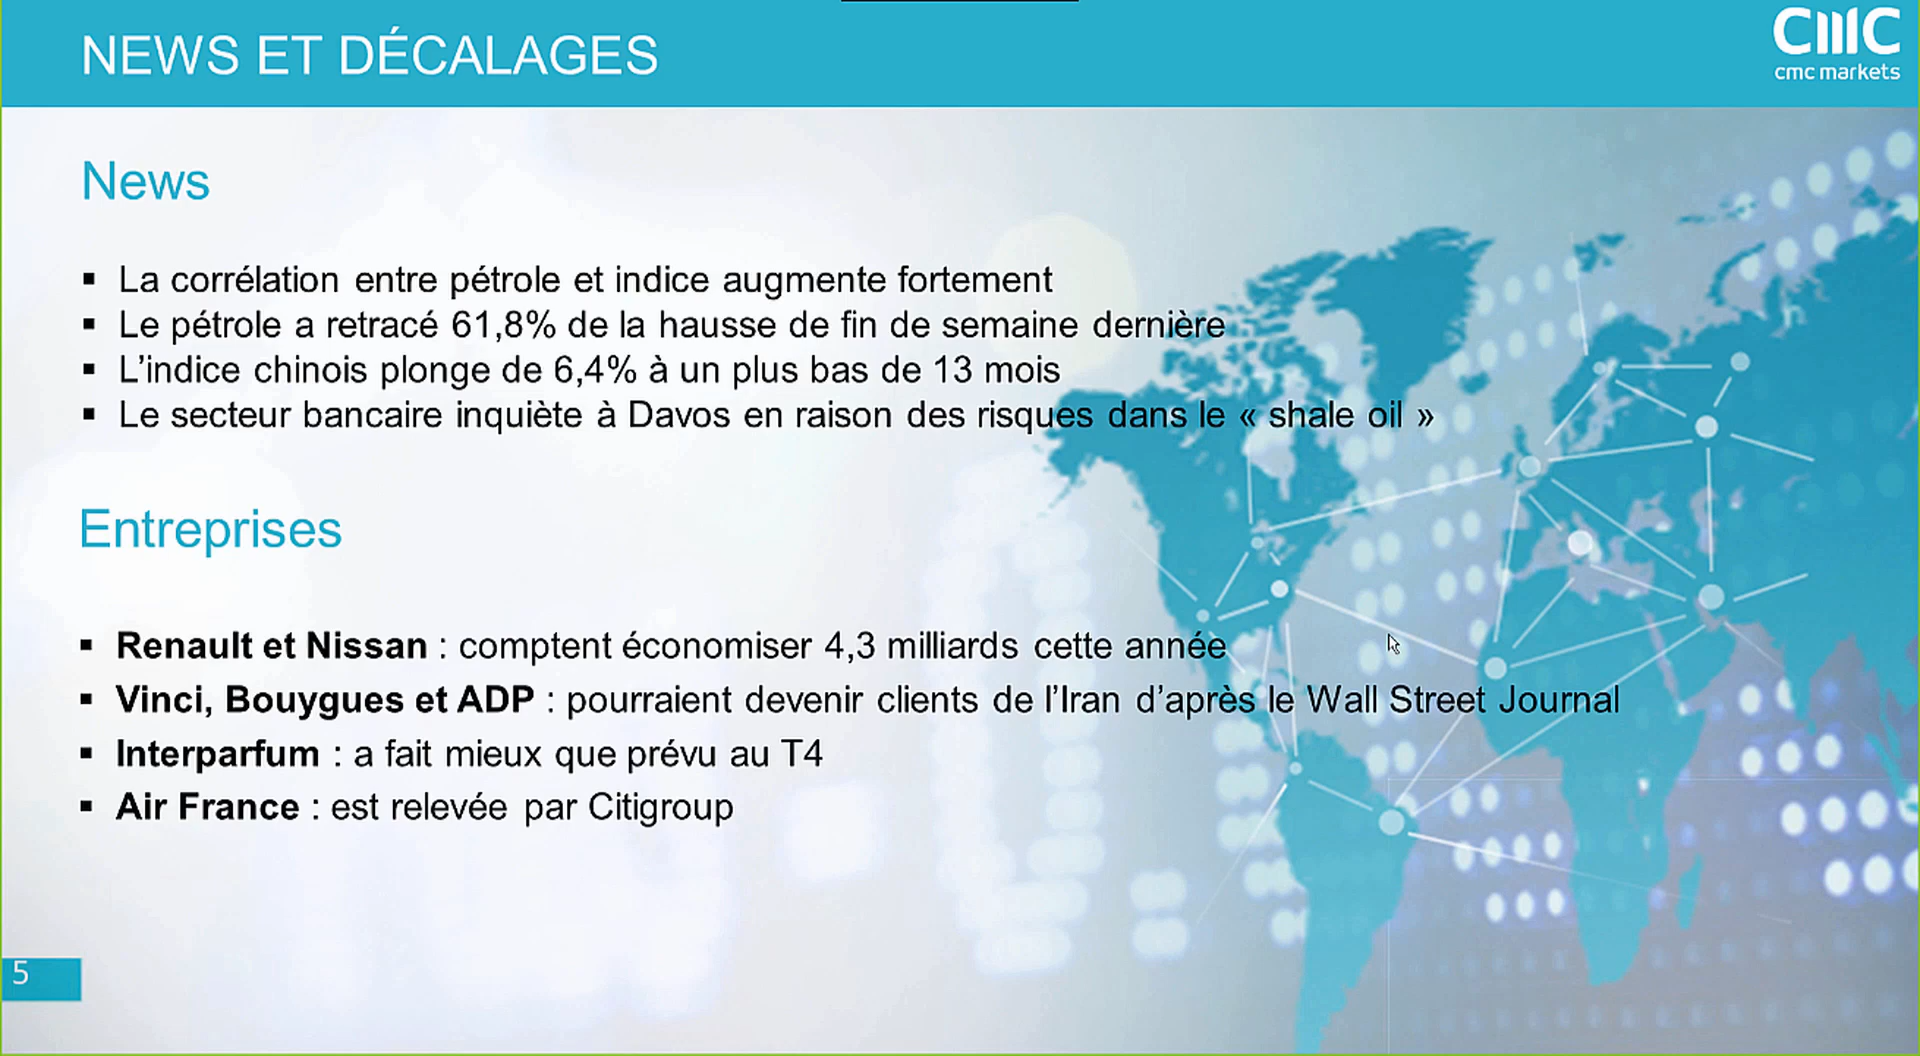 NEWS ET DÉCALAGES
CMC
cmc markets
News
▪ La corrélation entre pétrole et indice augmente fortement
▪ Le pétrole a retracé 61,8% de la hausse de fin de semaine dernière
▪ L’indice chinois plonge de 6,4% à un plus bas de 13 mois
▪ Le secteur bancaire inquiète à Davos en raison des risques dans le « shale oil »
Entreprises
▪ Renault et Nissan : comptent économiser 4,3 milliards cette année
▪ Vinci, Bouygues et ADP : pourraient devenir clients de l’Iran d’après le Wall Street Journal
▪ Interparfum : a fait mieux que prévu au T4
▪ Air France : est relevée par Citigroup
5